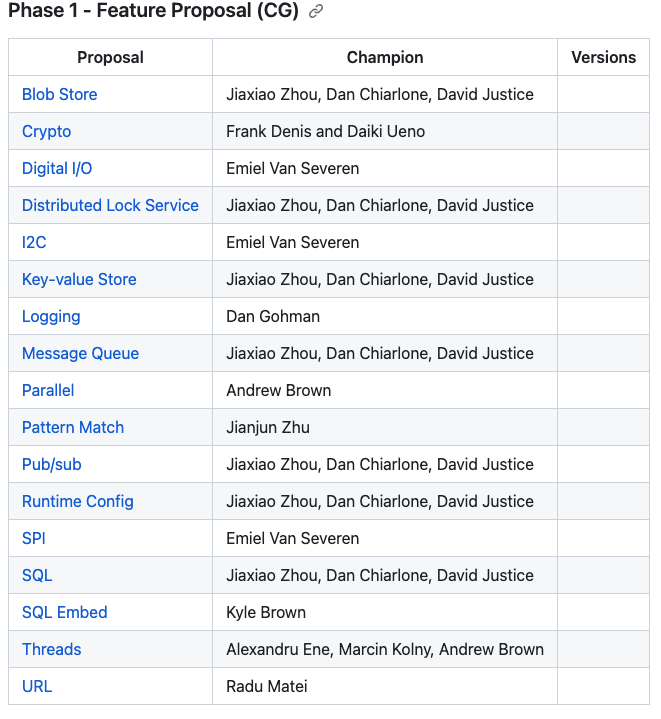 Phase 1 - Feature Proposal (CG)
Proposal Champion Versions
Blob Store Jiaxiao Zhou, Dan Chiarlone, David Justice
Crypto Frank Denis and Daiki Ueno
Digital I/O Emiel Van Severen
Distributed Lock Service Jiaxiao Zhou, Dan Chiarlone, David Justice
I2C Emiel Van Severen
Key-value Store Jiaxiao Zhou, Dan Chiarlone, David Justice
Logging Dan Gohman
Message Queue Jiaxiao Zhou, Dan Chiarlone, David Justice
Parallel Andrew Brown
Pattern Match Jianjun Zhu
Pub/sub Jiaxiao Zhou, Dan Chiarlone, David Justice
Runtime Config Jiaxiao Zhou, Dan Chiarlone, David Justice
SPI Emiel Van Severen
SQL Jiaxiao Zhou, Dan Chiarlone, David Justice
SQL Embed Kyle Brown
Threads Alexandru Ene, Marcin Kolny, Andrew Brown
URL Radu Matei